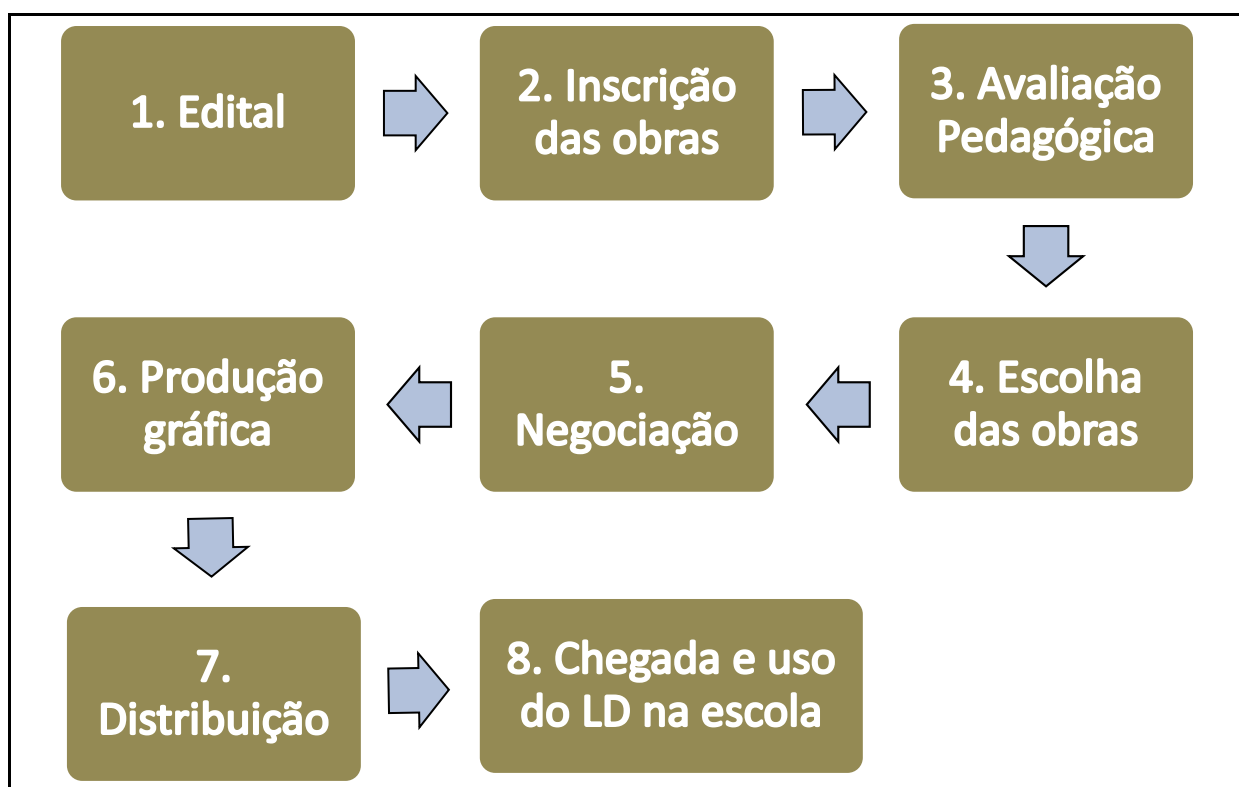 1. Edital
2. Inscrição
das obras
3. Avaliação
Pedagógica
4. Escolha
das obras
5.
Negociação
6. Produção
gráfica
7.
Distribuição
8. Chegada e uso
do LD na escola